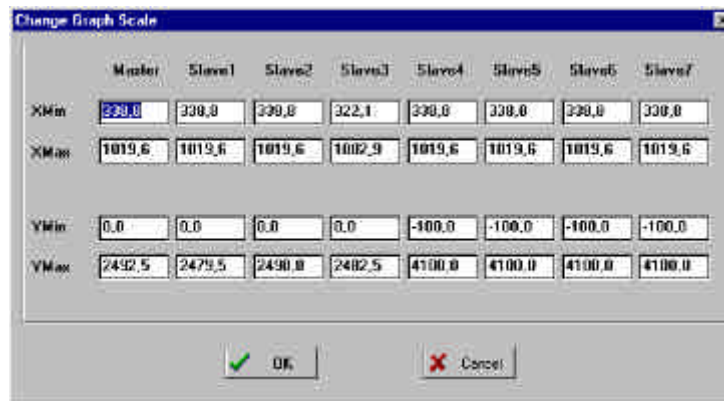 Change Graph Scale
Master Slave1 Slave2 Slave3 Slave4 Slave5 Slave6 Slave7
XMin 338,8 338,8 338,8 322,1 338,8 338,8 338,8 338,8
XMax 1019,6 1019,6 1019,6 1002,9 1019,6 1019,6 1019,6 1019,6
YMin 0,0 0,0 0,0 0,0 -100,0 -100,0 -100,0 -100,0
YMax 2492,5 2479,5 2490,0 2482,5 4100,0 4100,0 4100,0 4100,0
OK Cancel